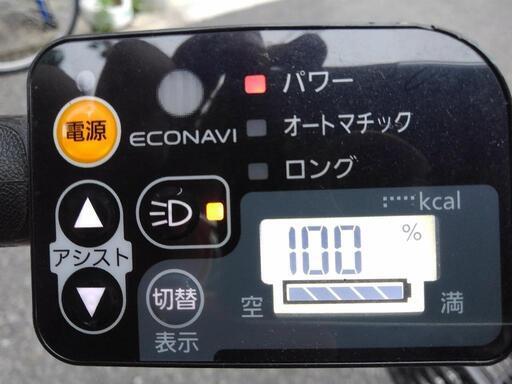 電源
ECONAVI
パワー
オートマチック
ロング
アシスト
切替
表示
kcal
100 %
空 満